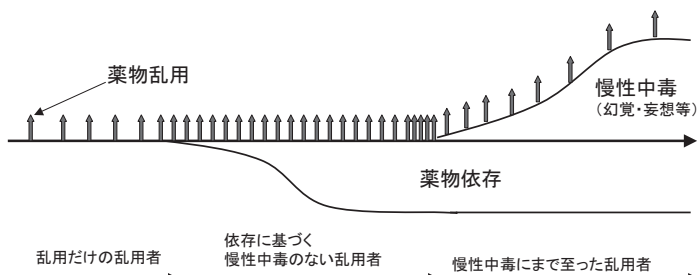 薬物乱用
慢性中毒
（幻覚・妄想等）
薬物依存
乱用だけの乱用者
依存に基づく
慢性中毒のない乱用者
慢性中毒にまで至った乱用者